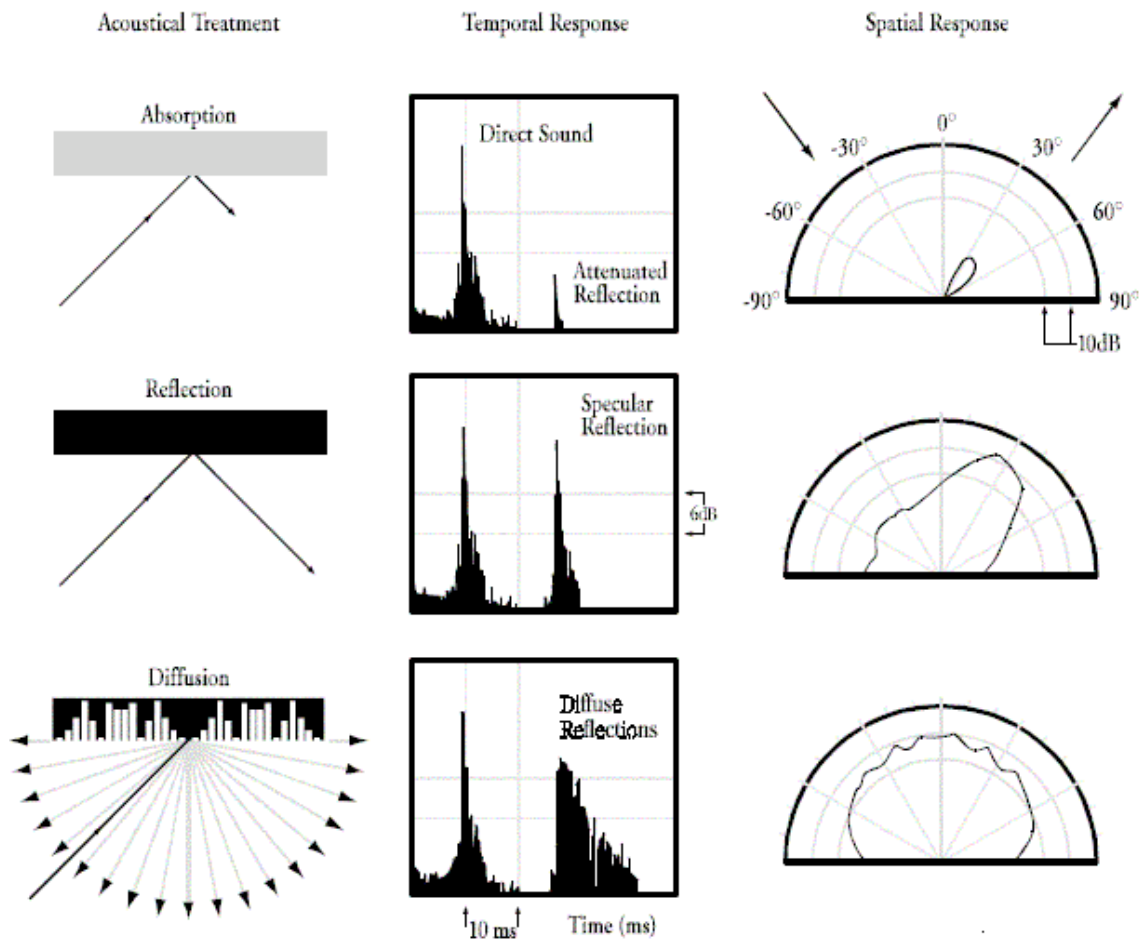 Acoustical Treatment
Temporal Response
Spatial Response
Absorption
Direct Sound
Attenuated
Reflection
-90°
-60°
-30°
0°
30°
60°
90°
10dB
Reflection
Specular
Reflection
6dB
Diffusion
Diffuse
Reflections
10 ms
Time (ms)